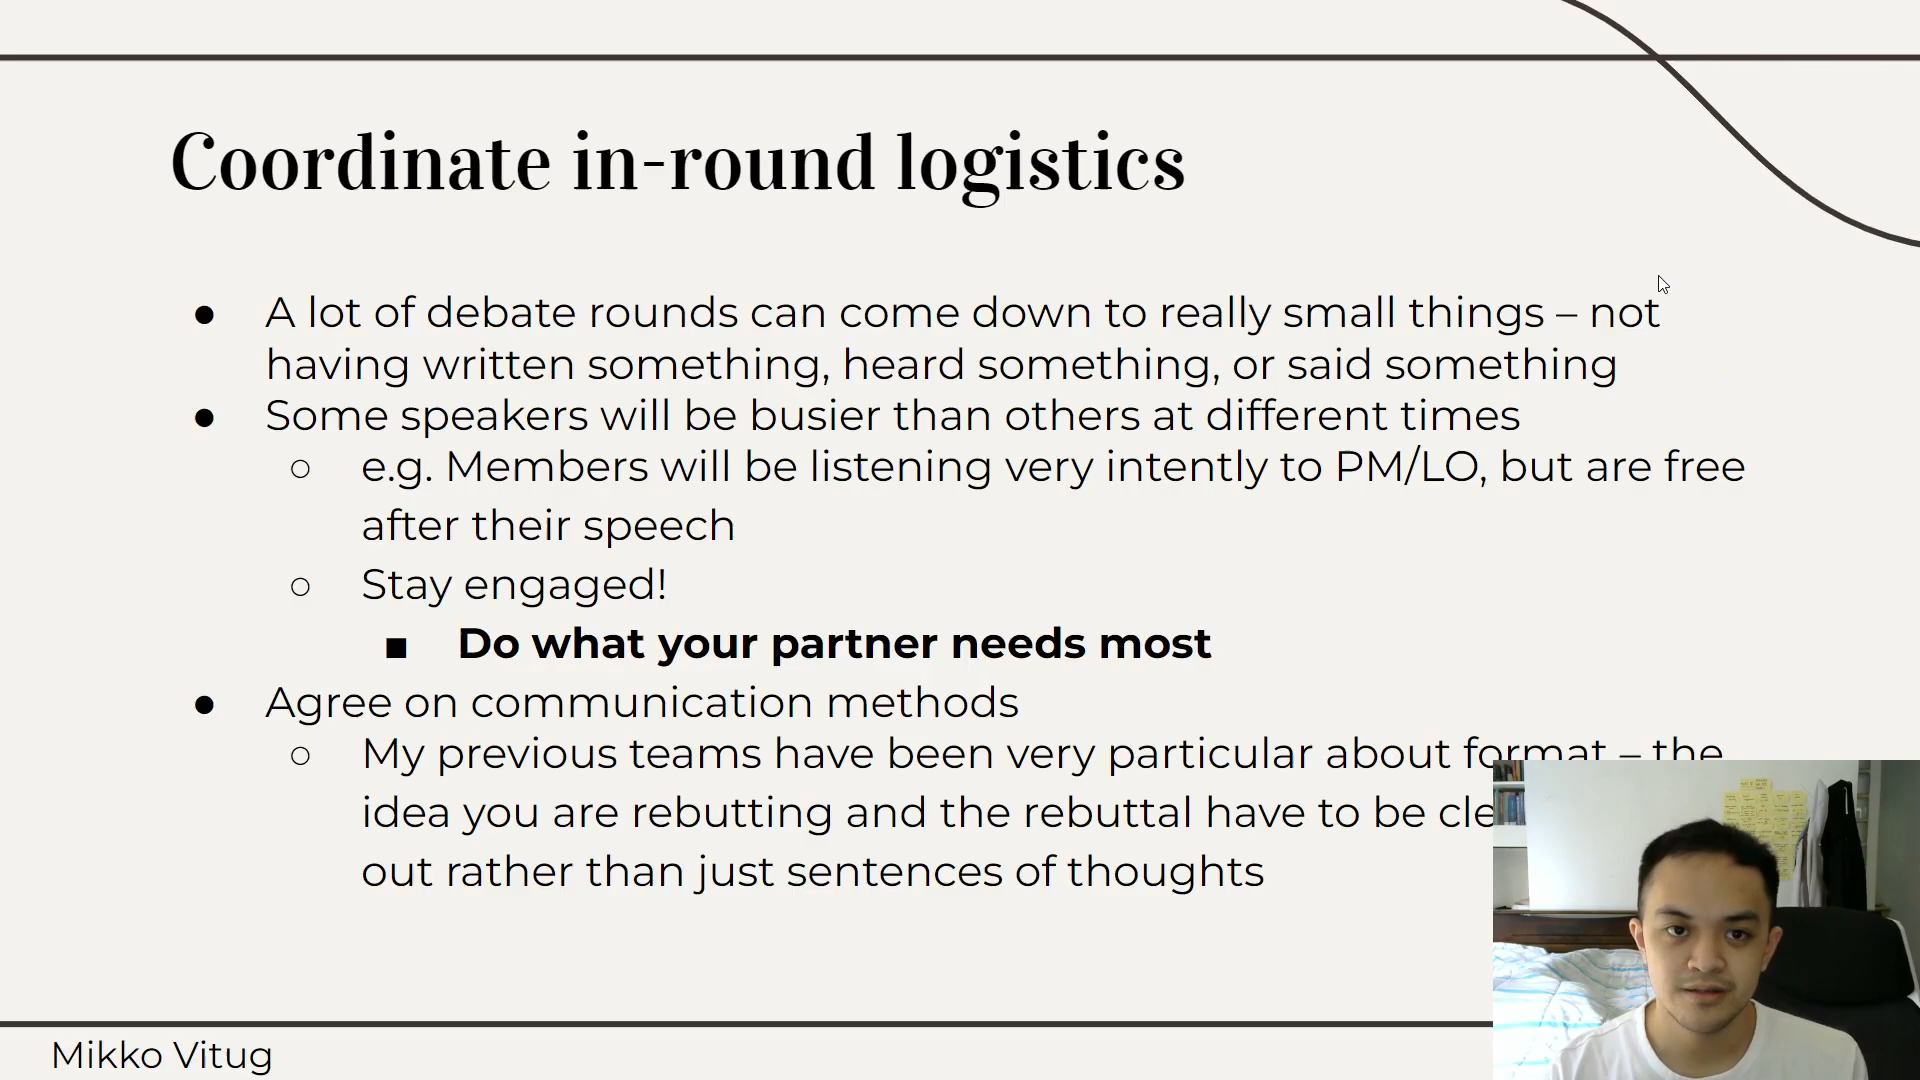 Coordinate in-round logistics
● A lot of debate rounds can come down to really small things – not
having written something, heard something, or said something
● Some speakers will be busier than others at different times
○ e.g. Members will be listening very intently to PM/LO, but are free
after their speech
○ Stay engaged!
■ Do what your partner needs most
● Agree on communication methods
○ My previous teams have been very particular about format – the
idea you are rebutting and the rebuttal have to be
out rather than just sentences of thoughts
Mikko Vitug